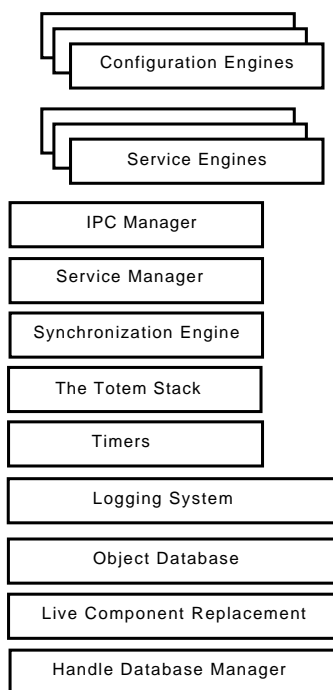 Configuration Engines
Service Engines
IPC Manager
Service Manager
Synchronization Engine
The Totem Stack
Timers
Logging System
Object Database
Live Component Replacement
Handle Database Manager